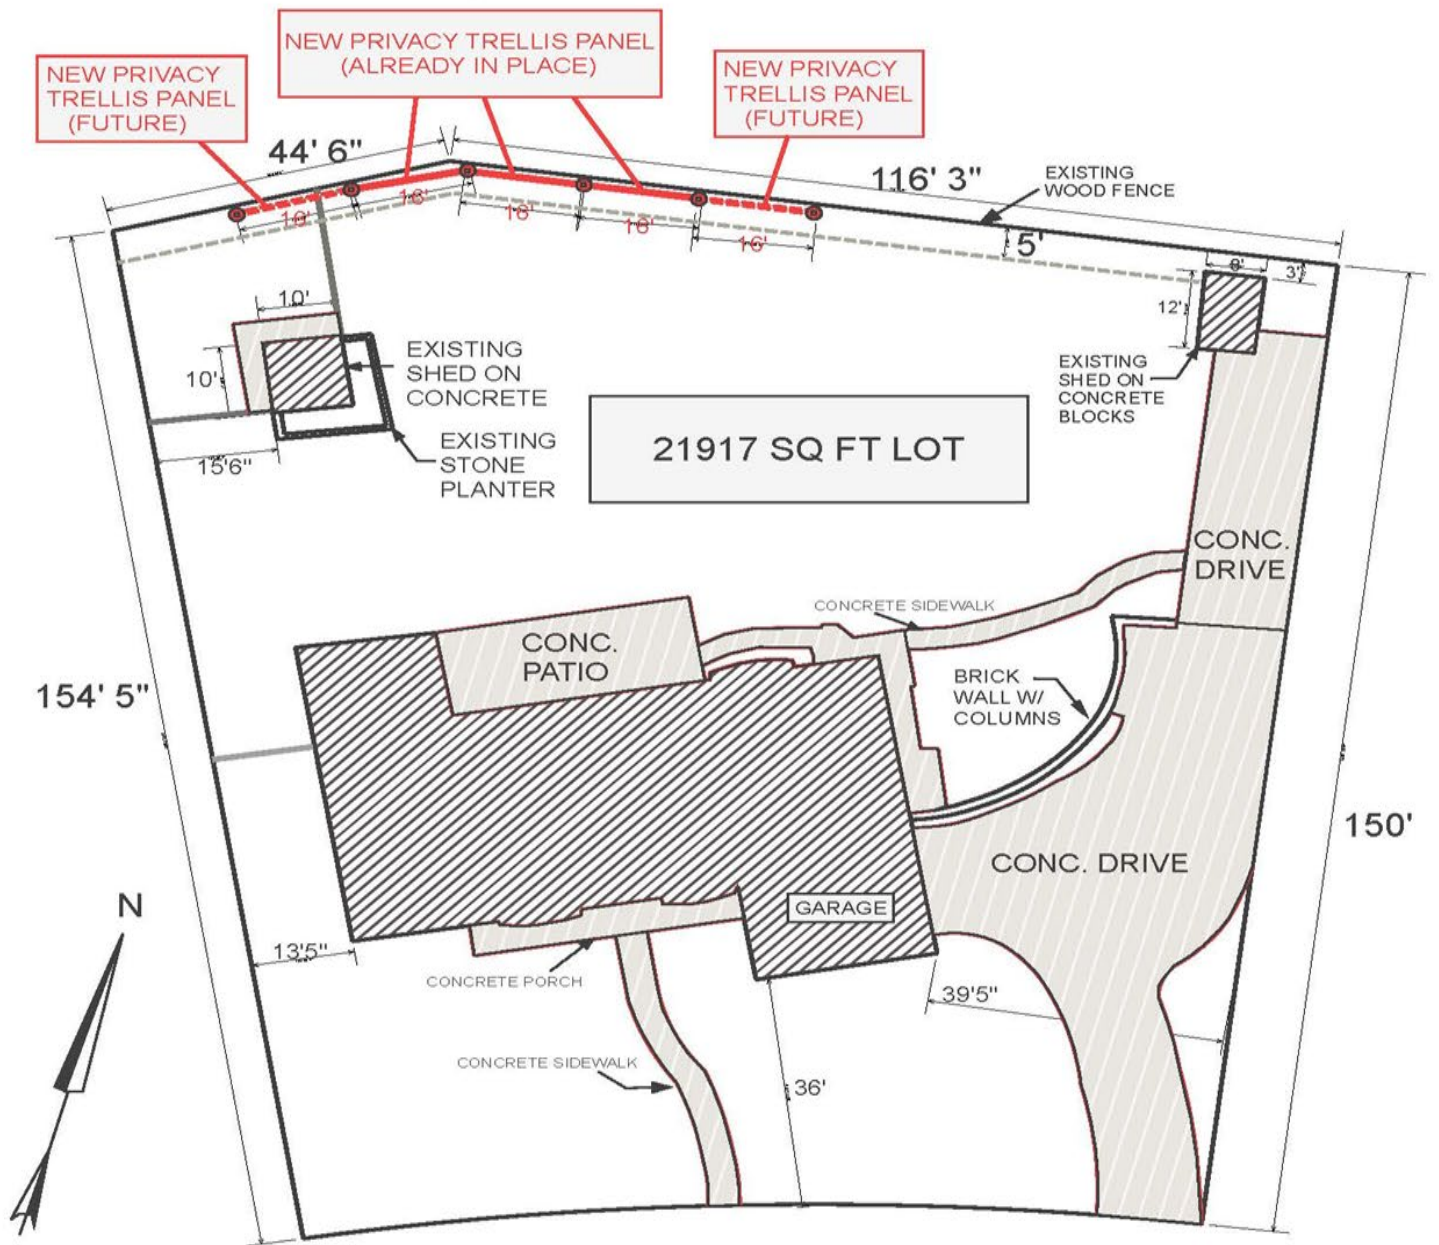 NEW PRIVACY TRELLIS PANEL
(ALREADY IN PLACE)
NEW PRIVACY
TRELLIS PANEL
(FUTURE)
NEW PRIVACY
TRELLIS PANEL
(FUTURE)
44' 6"
116' 3"
EXISTING
WOOD FENCE
16'
16'
16'
16'
16'
5'
8'
3'
12'
10'
10'
EXISTING
SHED ON
CONCRETE
EXISTING
SHED ON
CONCRETE
BLOCKS
EXISTING
STONE
PLANTER
15'6"
21917 SQ FT LOT
CONC.
DRIVE
CONCRETE SIDEWALK
CONC.
PATIO
BRICK
WALL W/
COLUMNS
154' 5"
150'
CONC. DRIVE
N
GARAGE
13'5"
CONCRETE PORCH
39'5"
CONCRETE SIDEWALK
36'